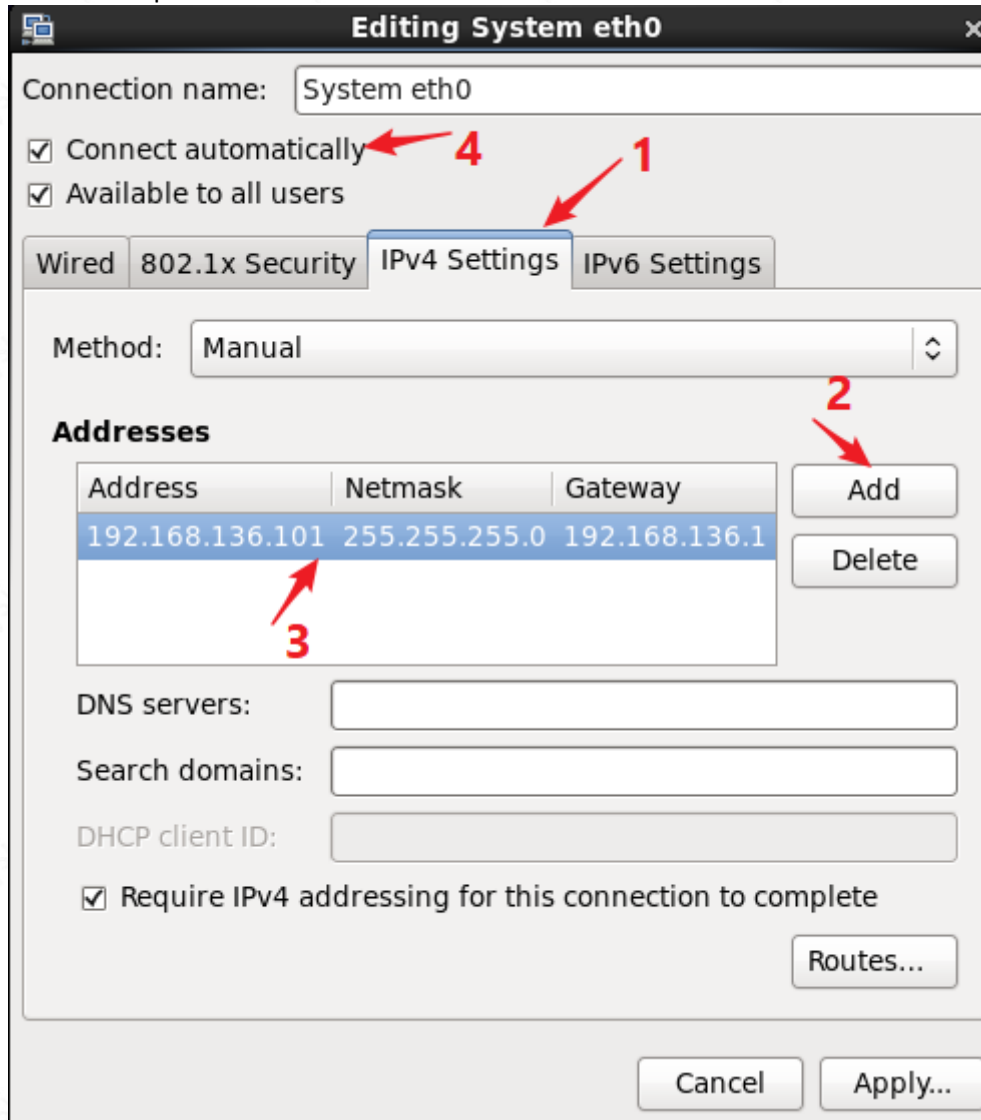 Editing System eth0
Connection name: System eth0
Connect automatically 4 1
Available to all users
Wired 802.1x Security IPv4 Settings IPv6 Settings
Method: Manual
2
Addresses
Address Netmask Gateway Add
192.168.136.101 255.255.255.0 192.168.136.1
Delete
3
DNS servers:
Search domains:
DHCP client ID:
Require IPv4 addressing for this connection to complete
Routes...
Cancel Apply...